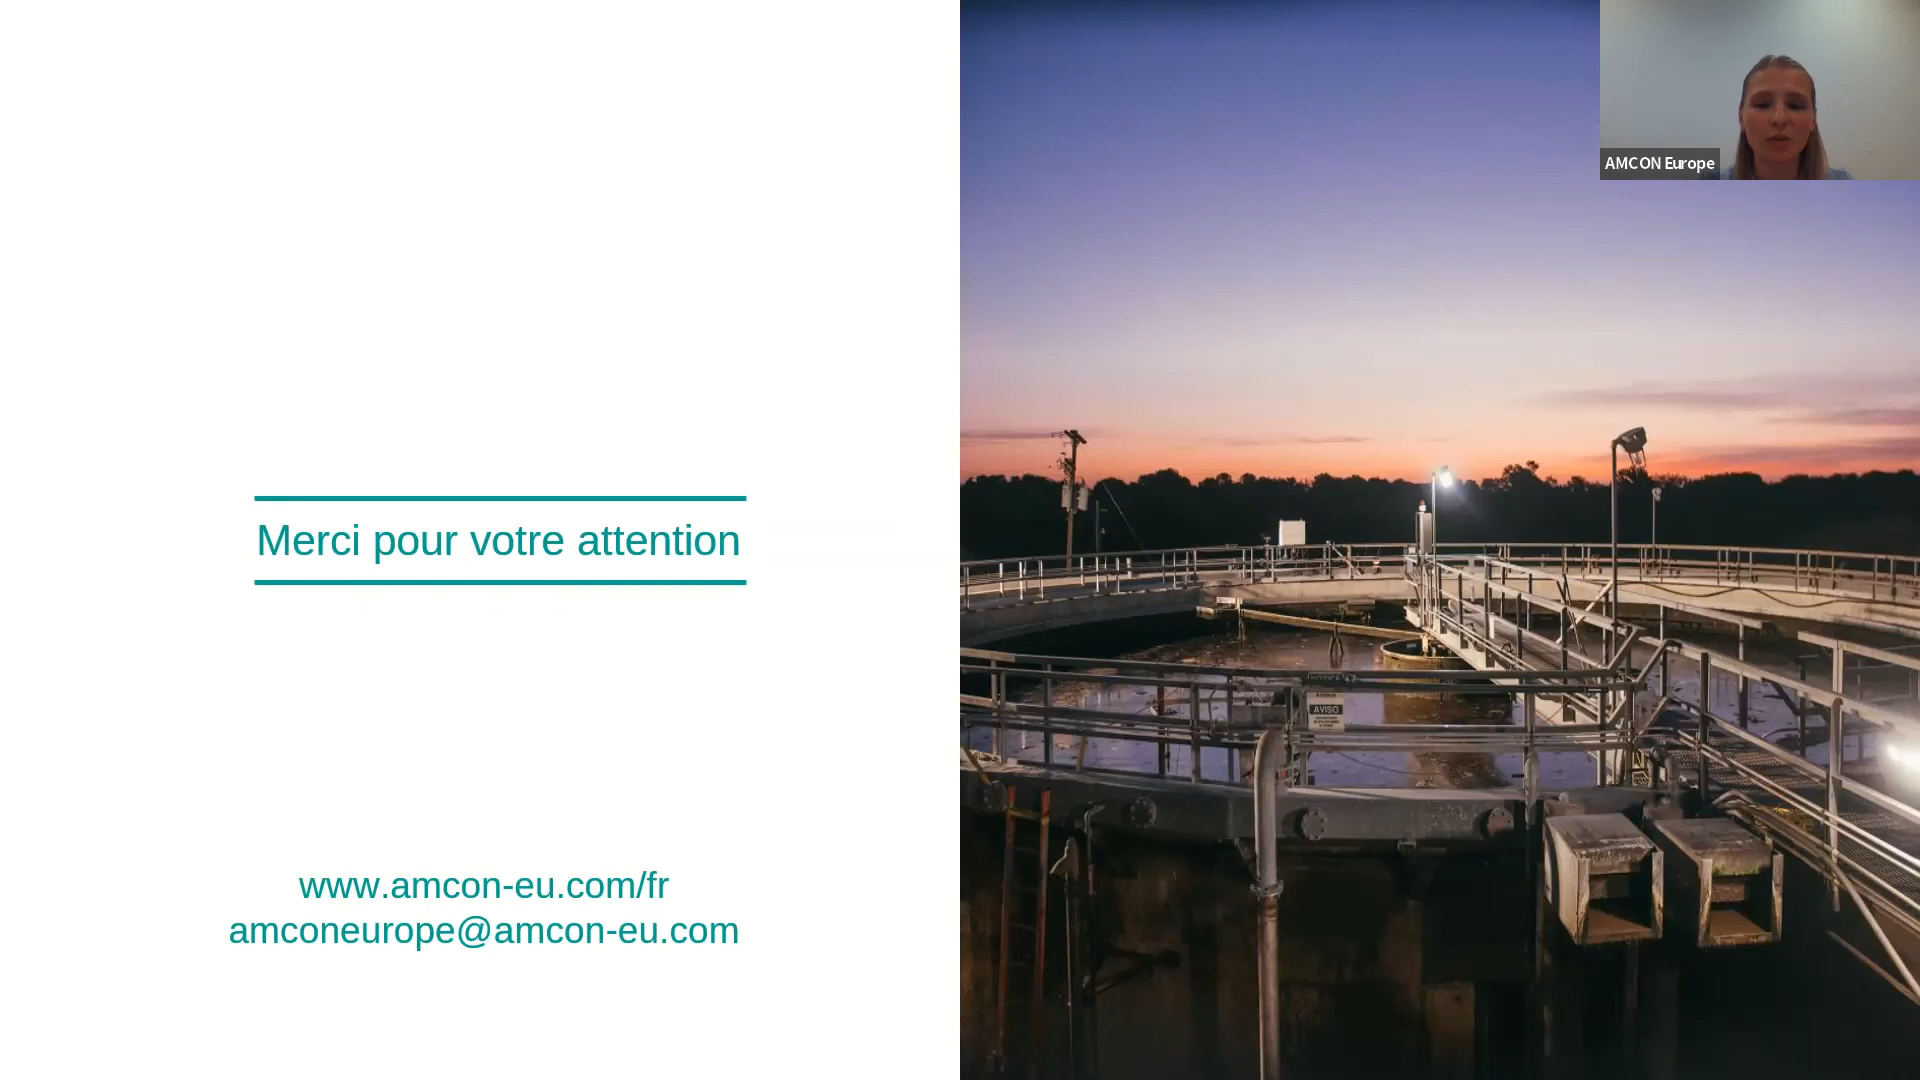 AMCON Europe
Merci pour votre attention
AVISO
www.amcon-eu.com/fr
amconeurope@amcon-eu.com